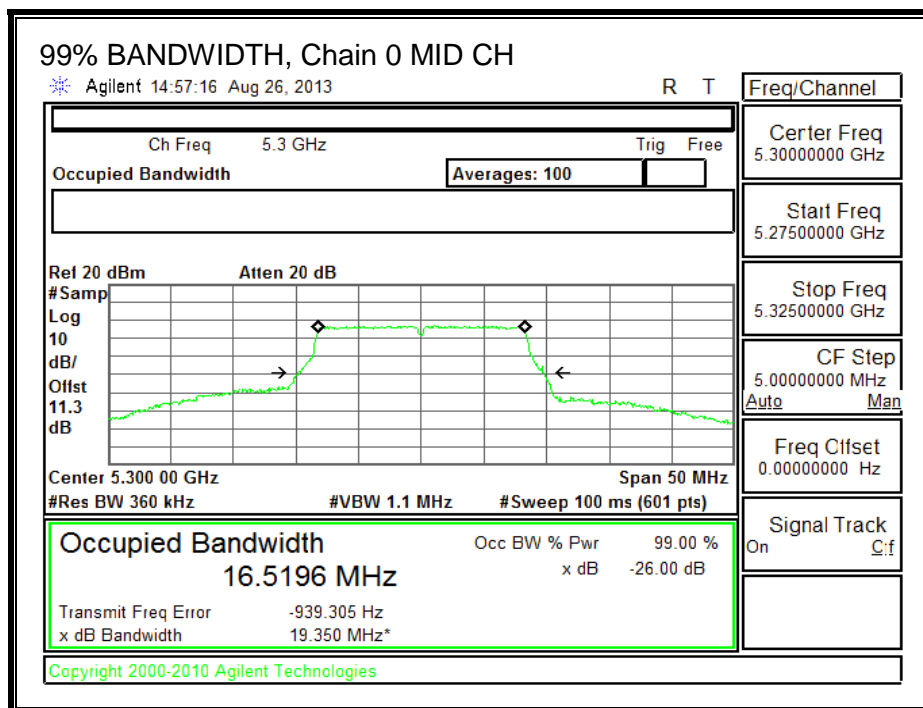 99% BANDWIDTH, Chain 0 MID CH
Agilent 14:57:16 Aug 26, 2013 R T
Ch Freq 5.3 GHz Trig Free
Occupied Bandwidth Averages: 100
Ref 20 dBm Atten 20 dB
#Samp
Log
10
dB/
Offst
11.3
dB
Center 5.300 00 GHz Span 50 MHz
#Res BW 360 kHz #VBW 1.1 MHz #Sweep 100 ms (601 pts)
Occupied Bandwidth Occ BW % Pwr 99.00 %
16.5196 MHz x dB -26.00 dB
Transmit Freq Error -939.305 Hz
x dB Bandwidth 19.350 MHz*
Copyright 2000-2010 Agilent Technologies
Freq/Channel
Center Freq
5.30000000 GHz
Start Freq
5.27500000 GHz
Stop Freq
5.32500000 GHz
CF Step
5.00000000 MHz
Auto Man
Freq Offset
0.00000000 Hz
Signal Track
On Off